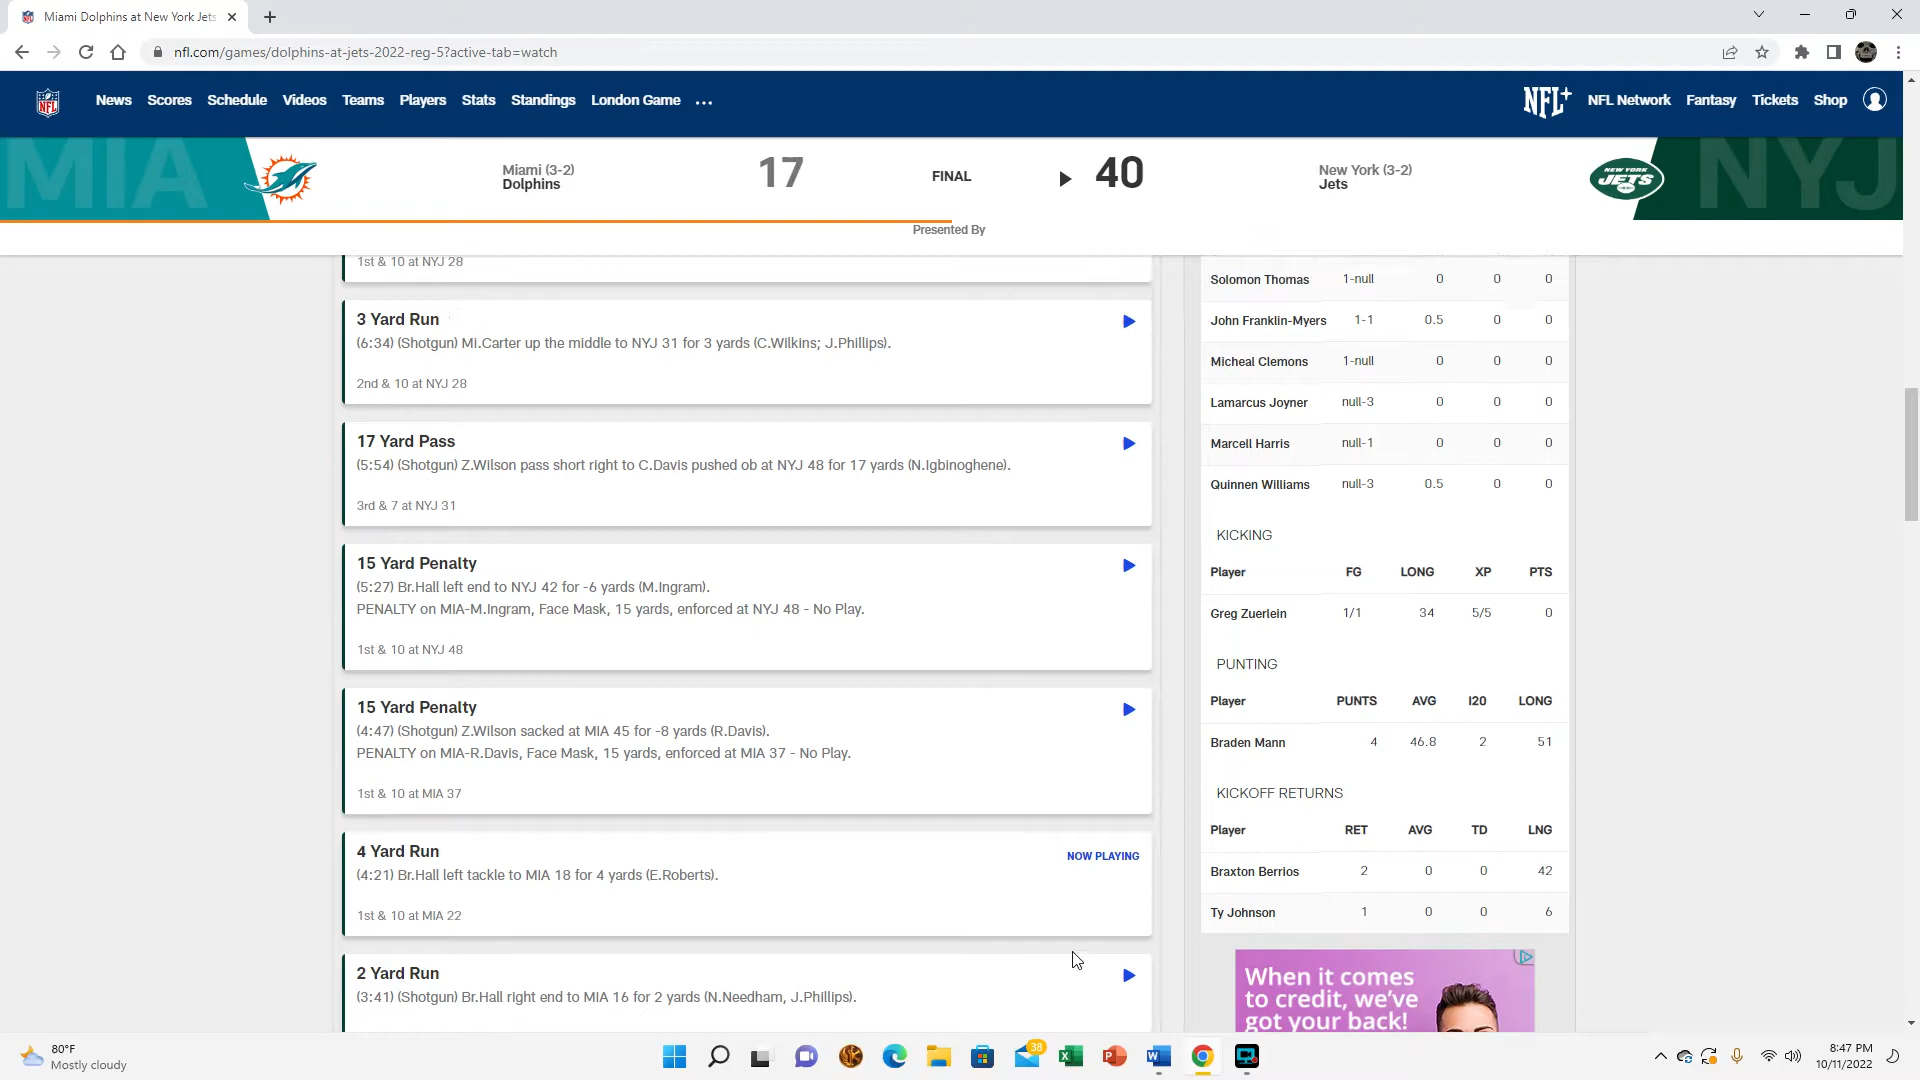 Miami Dolphins at New York Jets
nfl.com/games/dolphins-at-jets-2022-reg-5?active-tab=watch
NFL
News Scores Schedule Videos Teams Players Stats Standings London Game ...
NFL+ NFL Network Fantasy Tickets Shop
MIA
Miami (3-2)
Dolphins
17
FINAL
40
New York (3-2)
Jets
NEW YORK
JETS
NYJ
Presented By
1st & 10 at NYJ 28
3 Yard Run
(6:34) (Shotgun) Mi.Carter up the middle to NYJ 31 for 3 yards (C.Wilkins; J.Phillips).
2nd & 10 at NYJ 28
17 Yard Pass
(5:54) (Shotgun) Z.Wilson pass short right to C.Davis pushed ob at NYJ 48 for 17 yards (N.Igbinoghene).
3rd & 7 at NYJ 31
15 Yard Penalty
(5:27) Br.Hall left end to NYJ 42 for -6 yards (M.Ingram).
PENALTY on MIA-M.Ingram, Face Mask, 15 yards, enforced at NYJ 48 - No Play.
1st & 10 at NYJ 48
15 Yard Penalty
(4:47) (Shotgun) Z.Wilson sacked at MIA 45 for -8 yards (R.Davis).
PENALTY on MIA-R.Davis, Face Mask, 15 yards, enforced at MIA 37 - No Play.
1st & 10 at MIA 37
4 Yard Run
NOW PLAYING
(4:21) Br.Hall left tackle to MIA 18 for 4 yards (E.Roberts).
1st & 10 at MIA 22
2 Yard Run
(3:41) (Shotgun) Br.Hall right end to MIA 16 for 2 yards (N.Needham, J.Phillips).
Solomon Thomas 1-null 0 0 0
John Franklin-Myers 1-1 0.5 0 0
Micheal Clemons 1-null 0 0 0
Lamarcus Joyner null-3 0 0 0
Marcell Harris null-1 0 0 0
Quinnen Williams null-3 0.5 0 0
KICKING
Player FG LONG XP PTS
Greg Zuerlein 1/1 34 5/5 0
PUNTING
Player PUNTS AVG I20 LONG
Braden Mann 4 46.8 2 51
KICKOFF RETURNS
Player RET AVG TD LNG
Braxton Berrios 2 0 0 42
Ty Johnson 1 0 0 6
When it comes
to credit, we've
got your back!
80°F
Mostly cloudy
38
8:47 PM
10/11/2022